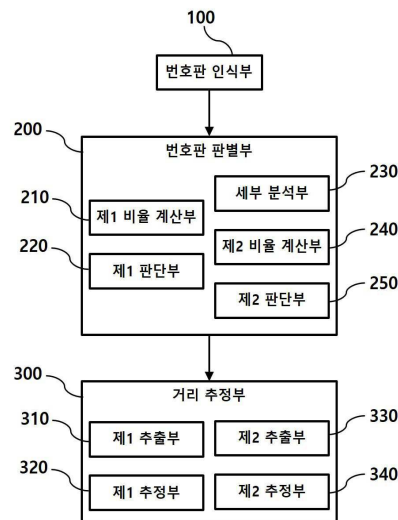 100
번호판 인식부
200
번호판 판별부
210
제1 비율 계산부
220
제1 판단부
세부 분석부
230
제2 비율 계산부
240
제2 판단부
250
300
거리 추정부
310
제1 추출부
320
제1 추정부
제2 추출부
330
제2 추정부
340